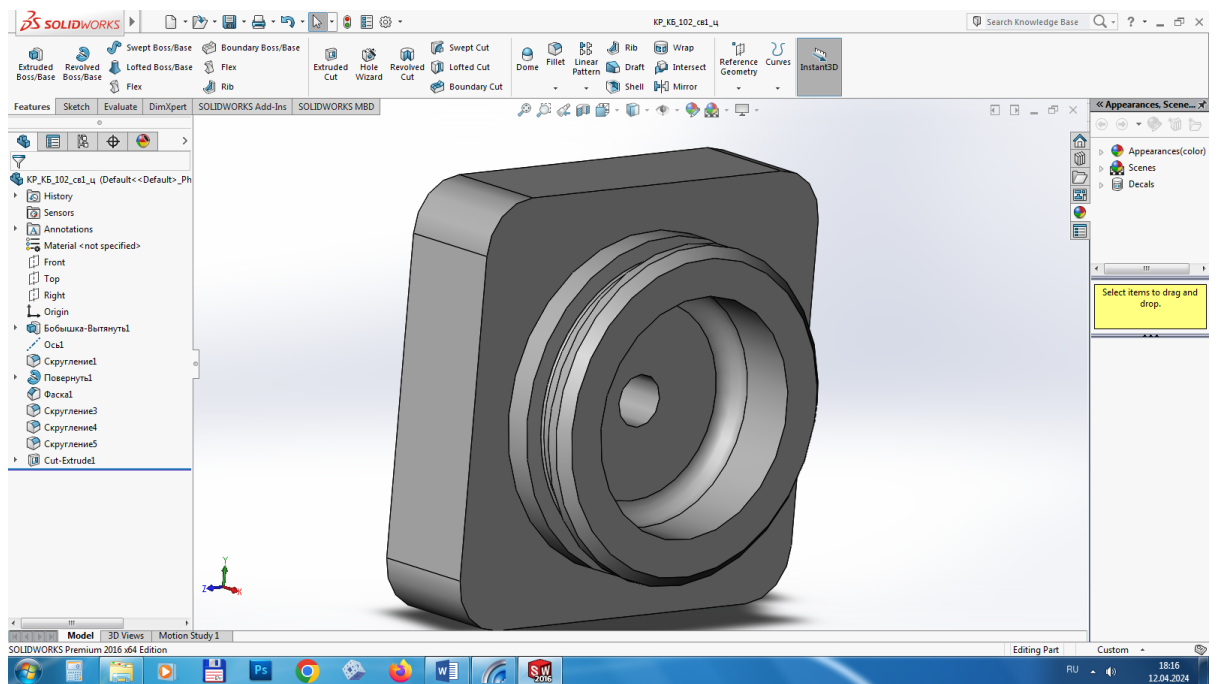 SOLIDWORKS
КР_КБ_102_св1_ц
Search Knowledge Base
Extruded Boss/Base
Revolved Boss/Base
Swept Boss/Base
Lofted Boss/Base
Flex
Boundary Boss/Base
Flex
Rib
Extruded Cut
Hole Wizard
Revolved Cut
Swept Cut
Lofted Cut
Boundary Cut
Dome
Fillet
Linear Pattern
Rib
Draft
Shell
Wrap
Intersect
Mirror
Reference Geometry
Curves
Instant3D
Features
Sketch
Evaluate
DimXpert
SOLIDWORKS Add-Ins
SOLIDWORKS MBD
КР_КБ_102_св1_ц (Default<<Default>_Ph
History
Sensors
Annotations
Material <not specified>
Front
Top
Right
Origin
Бобышка-Вытянуть1
Ось1
Скругление1
Повернуть1
Фаска1
Скругление3
Скругление4
Скругление5
Cut-Extrude1
Y
Z
X
Appearances, Scene...
Appearances(color)
Scenes
Decals
Select items to drag and
drop.
Model
3D Views
Motion Study 1
SOLIDWORKS Premium 2016 x64 Edition
Editing Part
Custom
Ps
W
SW
2016
RU
18:16
12.04.2024